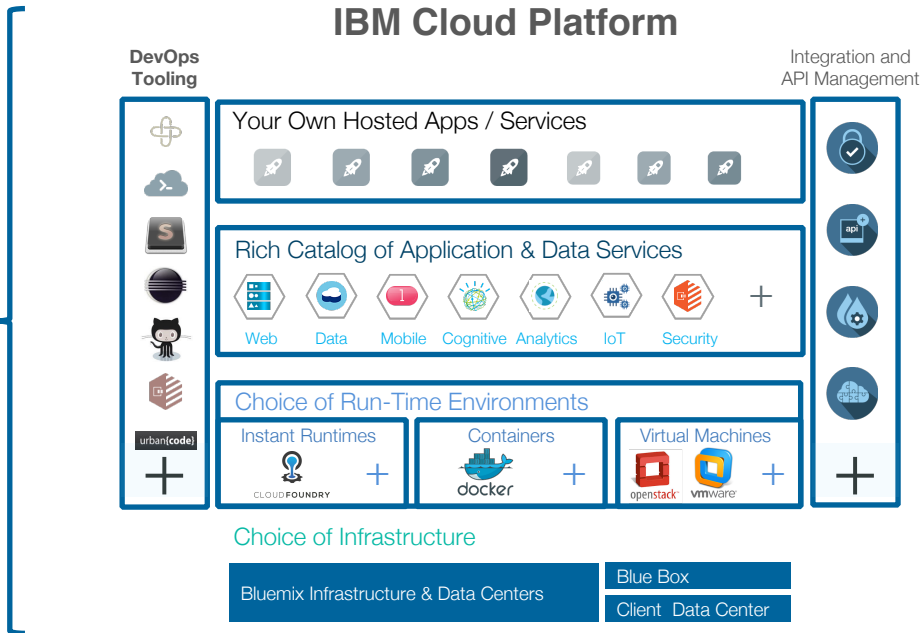 IBM Cloud Platform
DevOps
Tooling
Integration and
API Management
Your Own Hosted Apps / Services
Rich Catalog of Application & Data Services
1
Web
Data
Mobile
Cognitive
Analytics
IoT
Security
S
urban{code}
api
Choice of Run-Time Environments
Instant Runtimes
Containers
Virtual Machines
CLOUDFOUNDRY
docker
openstack
vmware
Choice of Infrastructure
Bluemix Infrastructure & Data Centers
Blue Box
Client Data Center